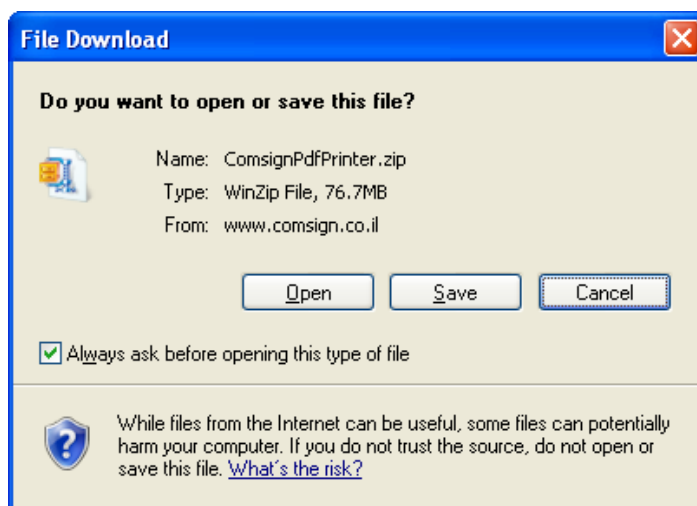 File Download
Do you want to open or save this file?
Name: ComsignPdfPrinter.zip
Type: WinZip File, 76.7MB
From: www.comsign.co.il
Open Save Cancel
Always ask before opening this type of file
While files from the Internet can be useful, some files can potentially
harm your computer. If you do not trust the source, do not open or
save this file. What's the risk?